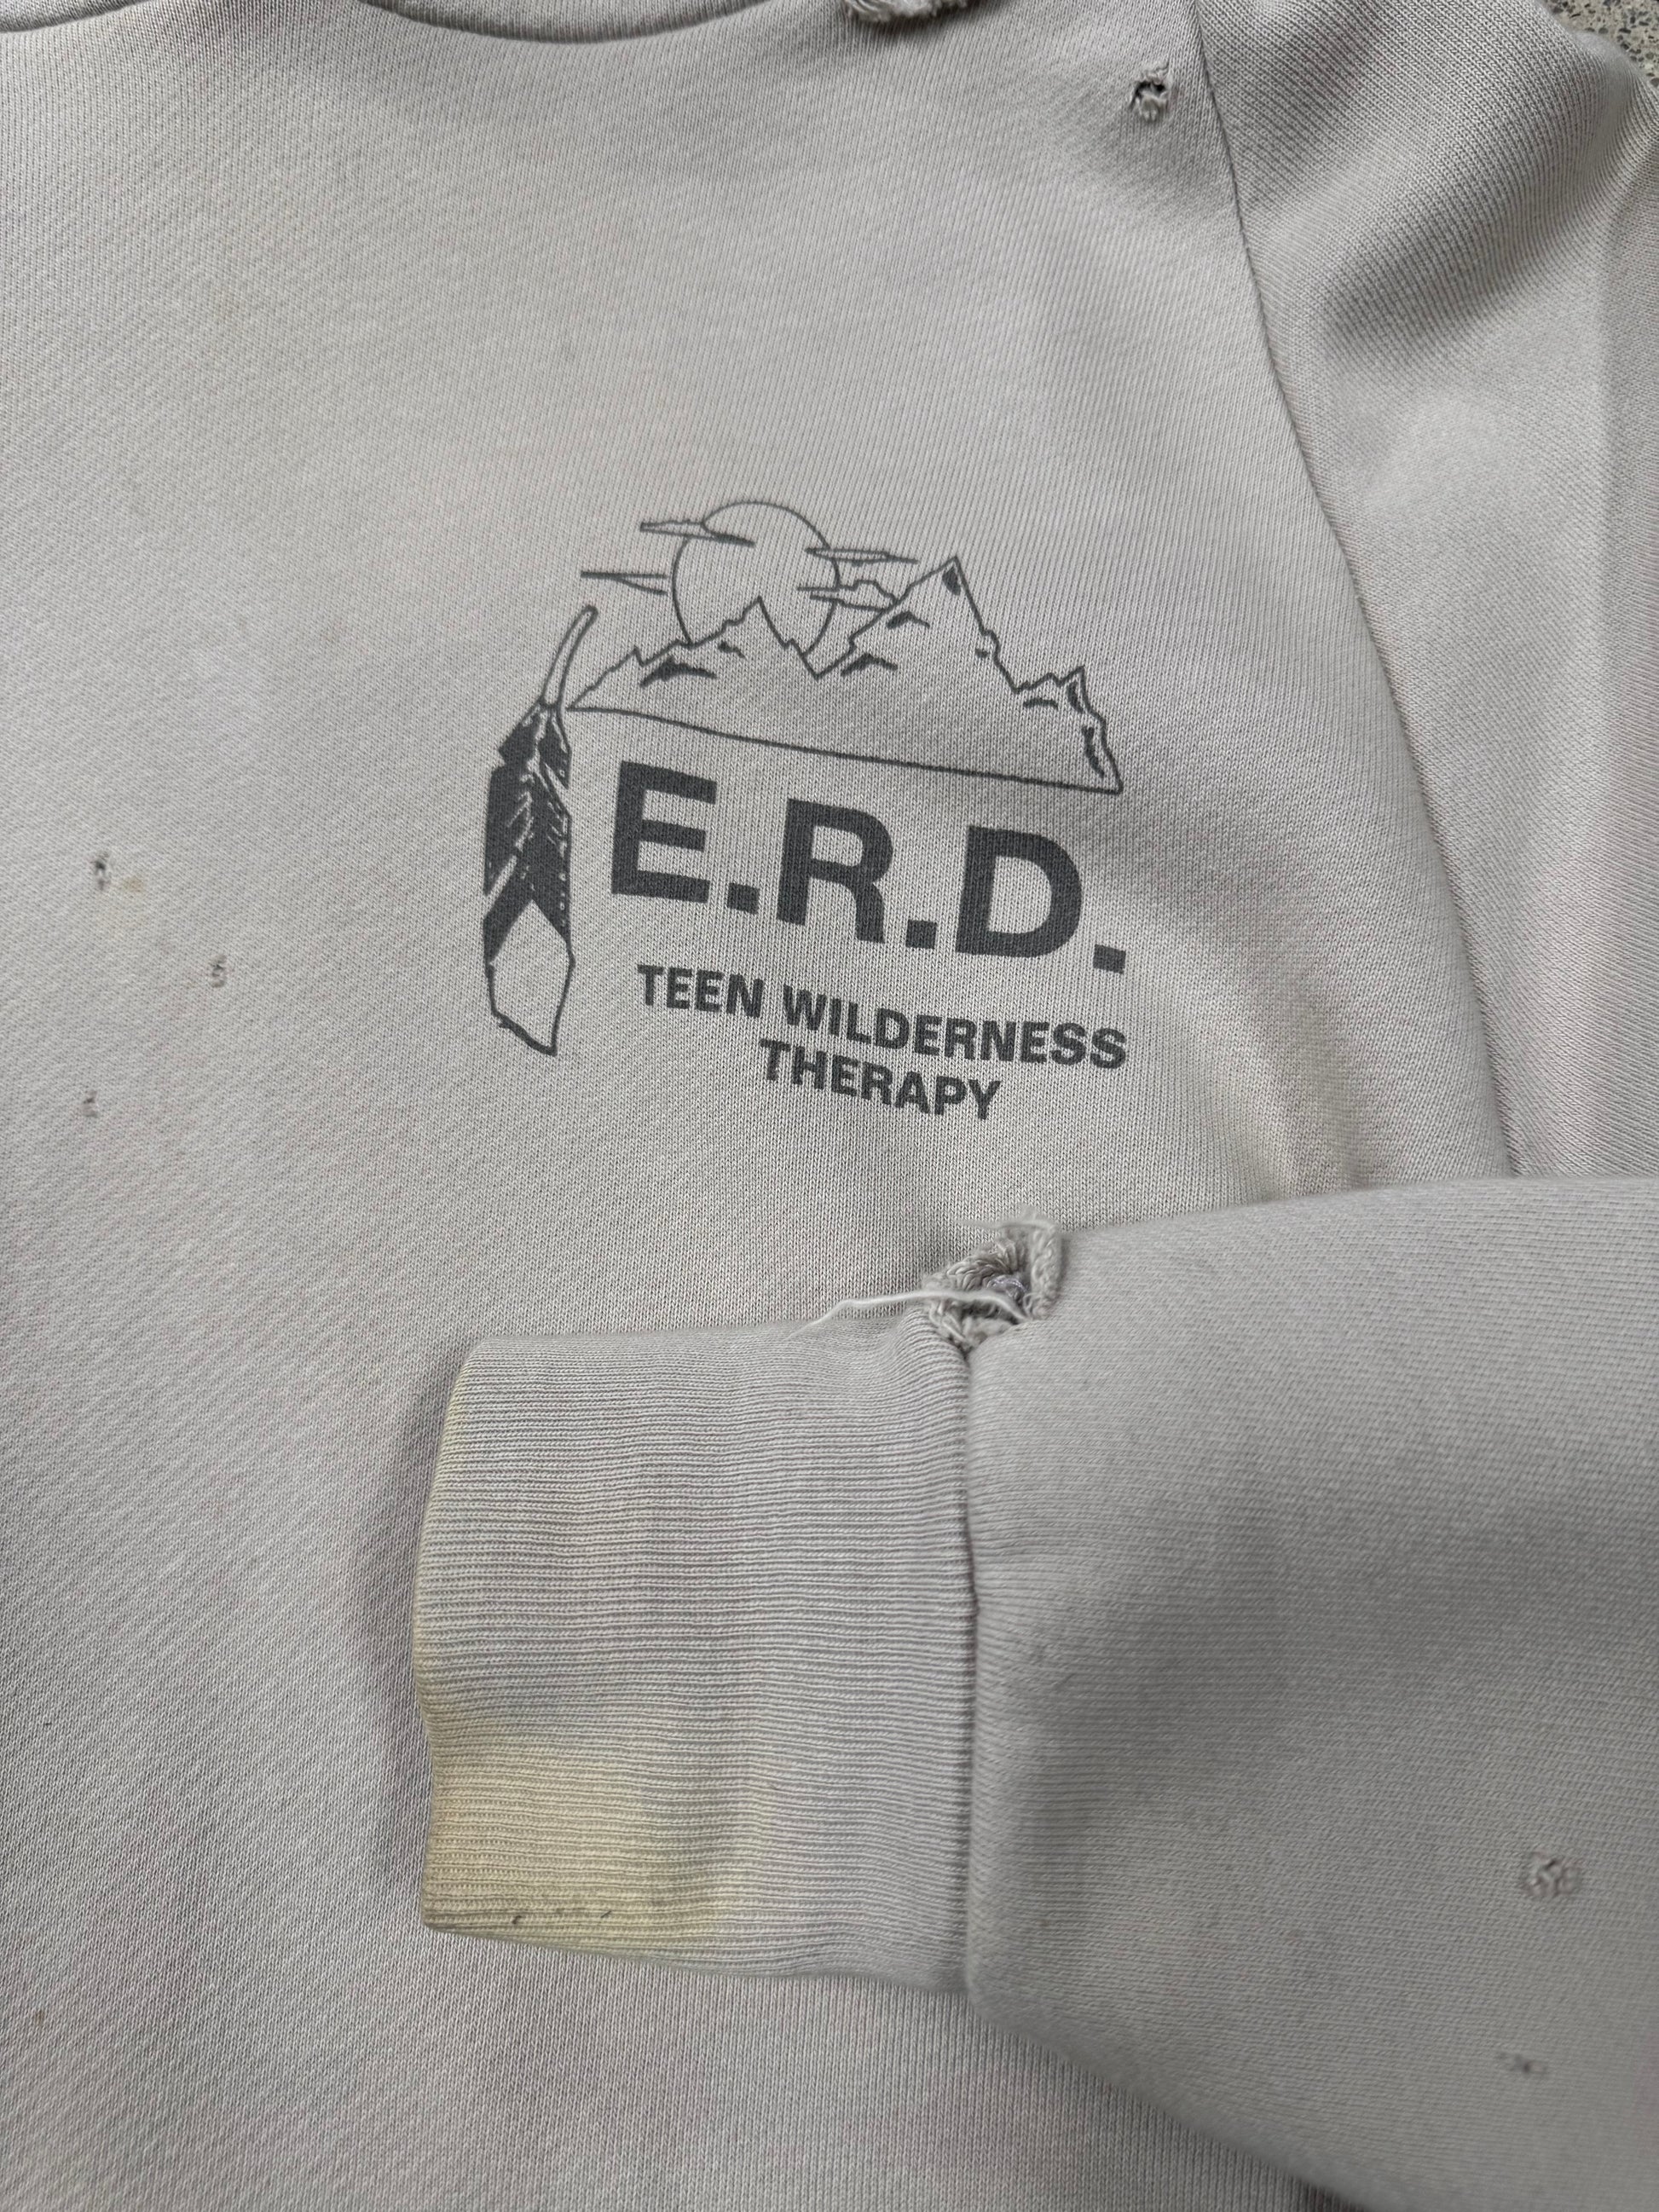 E.R.D.
TEEN WILDERNESS
THERAPY